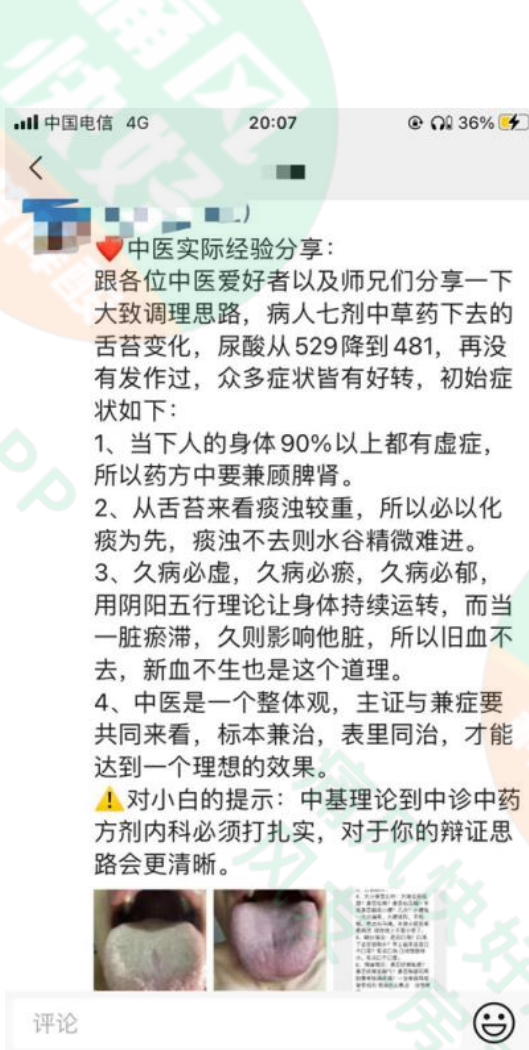 痛风
快好
中国电信 4G 20:07 36%
中医实际经验分享：
跟各位中医爱好者以及师兄们分享一下
大致调理思路，病人七剂中草药下去的
舌苔变化，尿酸从529降到481，再没
有发作过，众多症状皆有好转，初始症
状如下：
1、当下人的身体90%以上都有虚症，
所以药方中要兼顾脾肾。
2、从舌苔来看痰浊较重，所以必以化
痰为先，痰浊不去则水谷精微难进。
3、久病必虚，久病必瘀，久病必郁，
用阴阳五行理论让身体持续运转，而当
一脏瘀滞，久则影响他脏，所以旧血不
去，新血不生也是这个道理。
4、中医是一个整体观，主证与兼症要
共同来看，标本兼治，表里同治，才能
达到一个理想的效果。
对小白的提示：中基理论到中诊中药
方剂内科必须打扎实，对于你的辩证思
路会更清晰。
评论